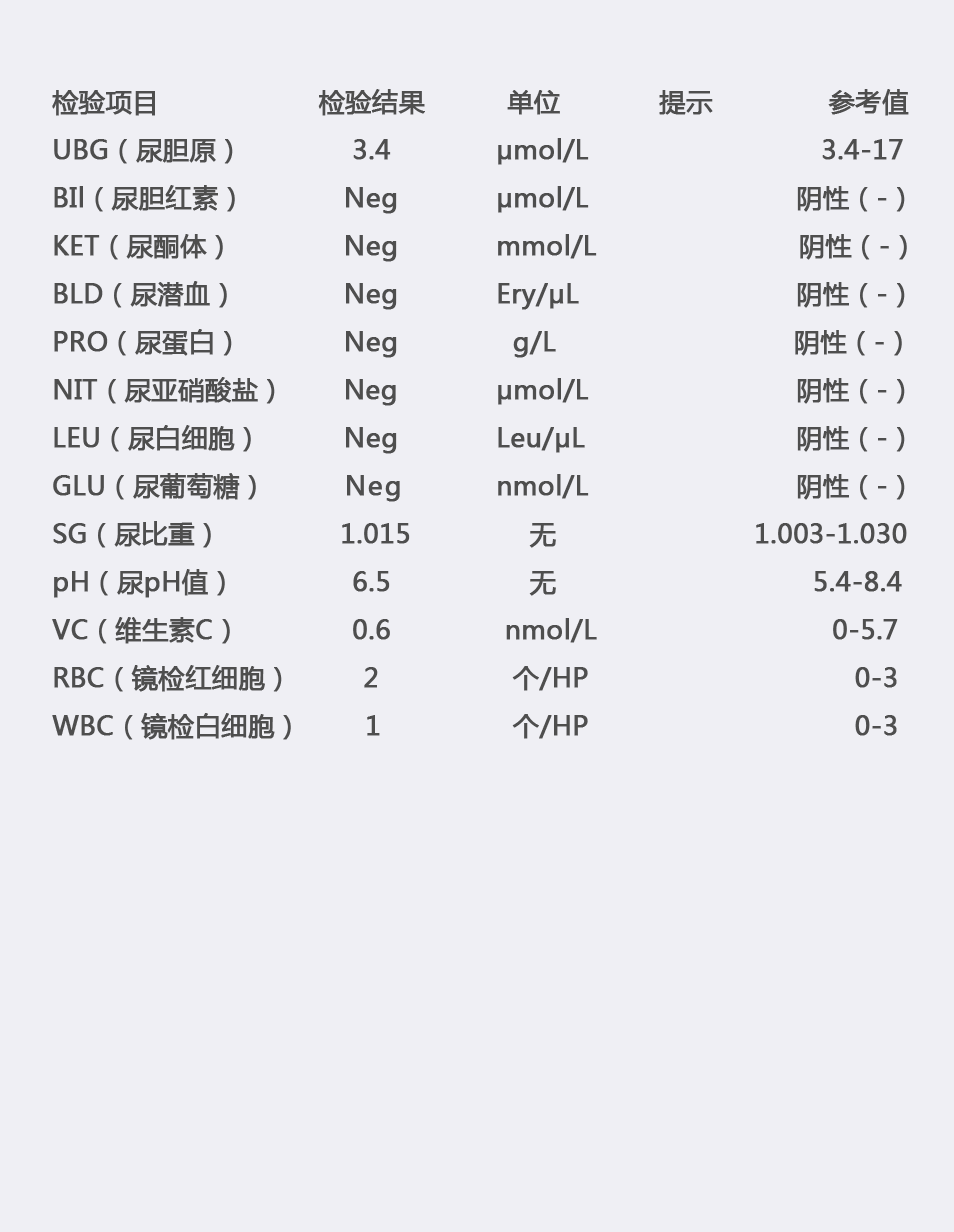 检验项目 检验结果 单位 提示 参考值
UBG（尿胆原） 3.4 μmol/L 3.4-17
BIl（尿胆红素） Neg μmol/L 阴性（-）
KET（尿酮体） Neg mmol/L 阴性（-）
BLD（尿潜血） Neg Ery/μL 阴性（-）
PRO（尿蛋白） Neg g/L 阴性（-）
NIT（尿亚硝酸盐） Neg μmol/L 阴性（-）
LEU（尿白细胞） Neg Leu/μL 阴性（-）
GLU（尿葡萄糖） Neg nmol/L 阴性（-）
SG（尿比重） 1.015 无 1.003-1.030
pH（尿pH值） 6.5 无 5.4-8.4
VC（维生素C） 0.6 nmol/L 0-5.7
RBC（镜检红细胞） 2 个/HP 0-3
WBC（镜检白细胞） 1 个/HP 0-3